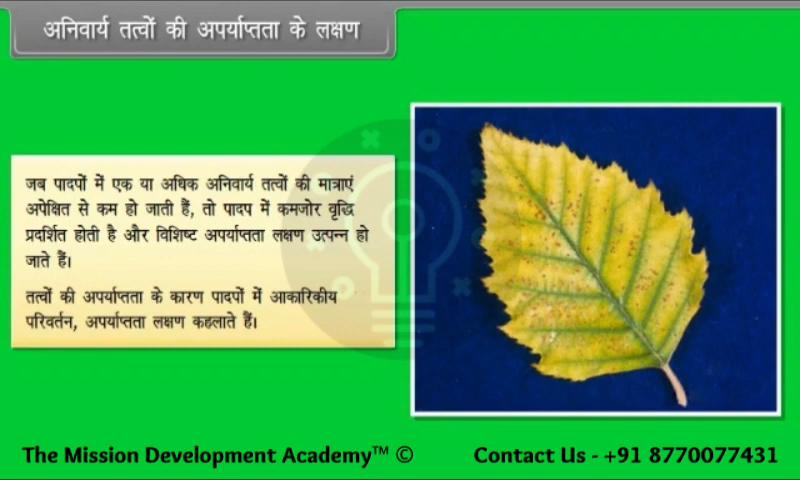 अनिवार्य तत्वों की अपर्याप्तता के लक्षण
जब पादपों में एक या अधिक अनिवार्य तत्वों की मात्राएं
अपेक्षित से कम हो जाती हैं, तो पादप में कमजोर वृद्धि
प्रदर्शित होती है और विशिष्ट अपर्याप्तता लक्षण उत्पन्न हो
जाते हैं।
तत्वों की अपर्याप्तता के कारण पादपों में आकारिकीय
परिवर्तन, अपर्याप्तता लक्षण कहलाते हैं।
The Mission Development Academy™ © Contact Us - +91 8770077431